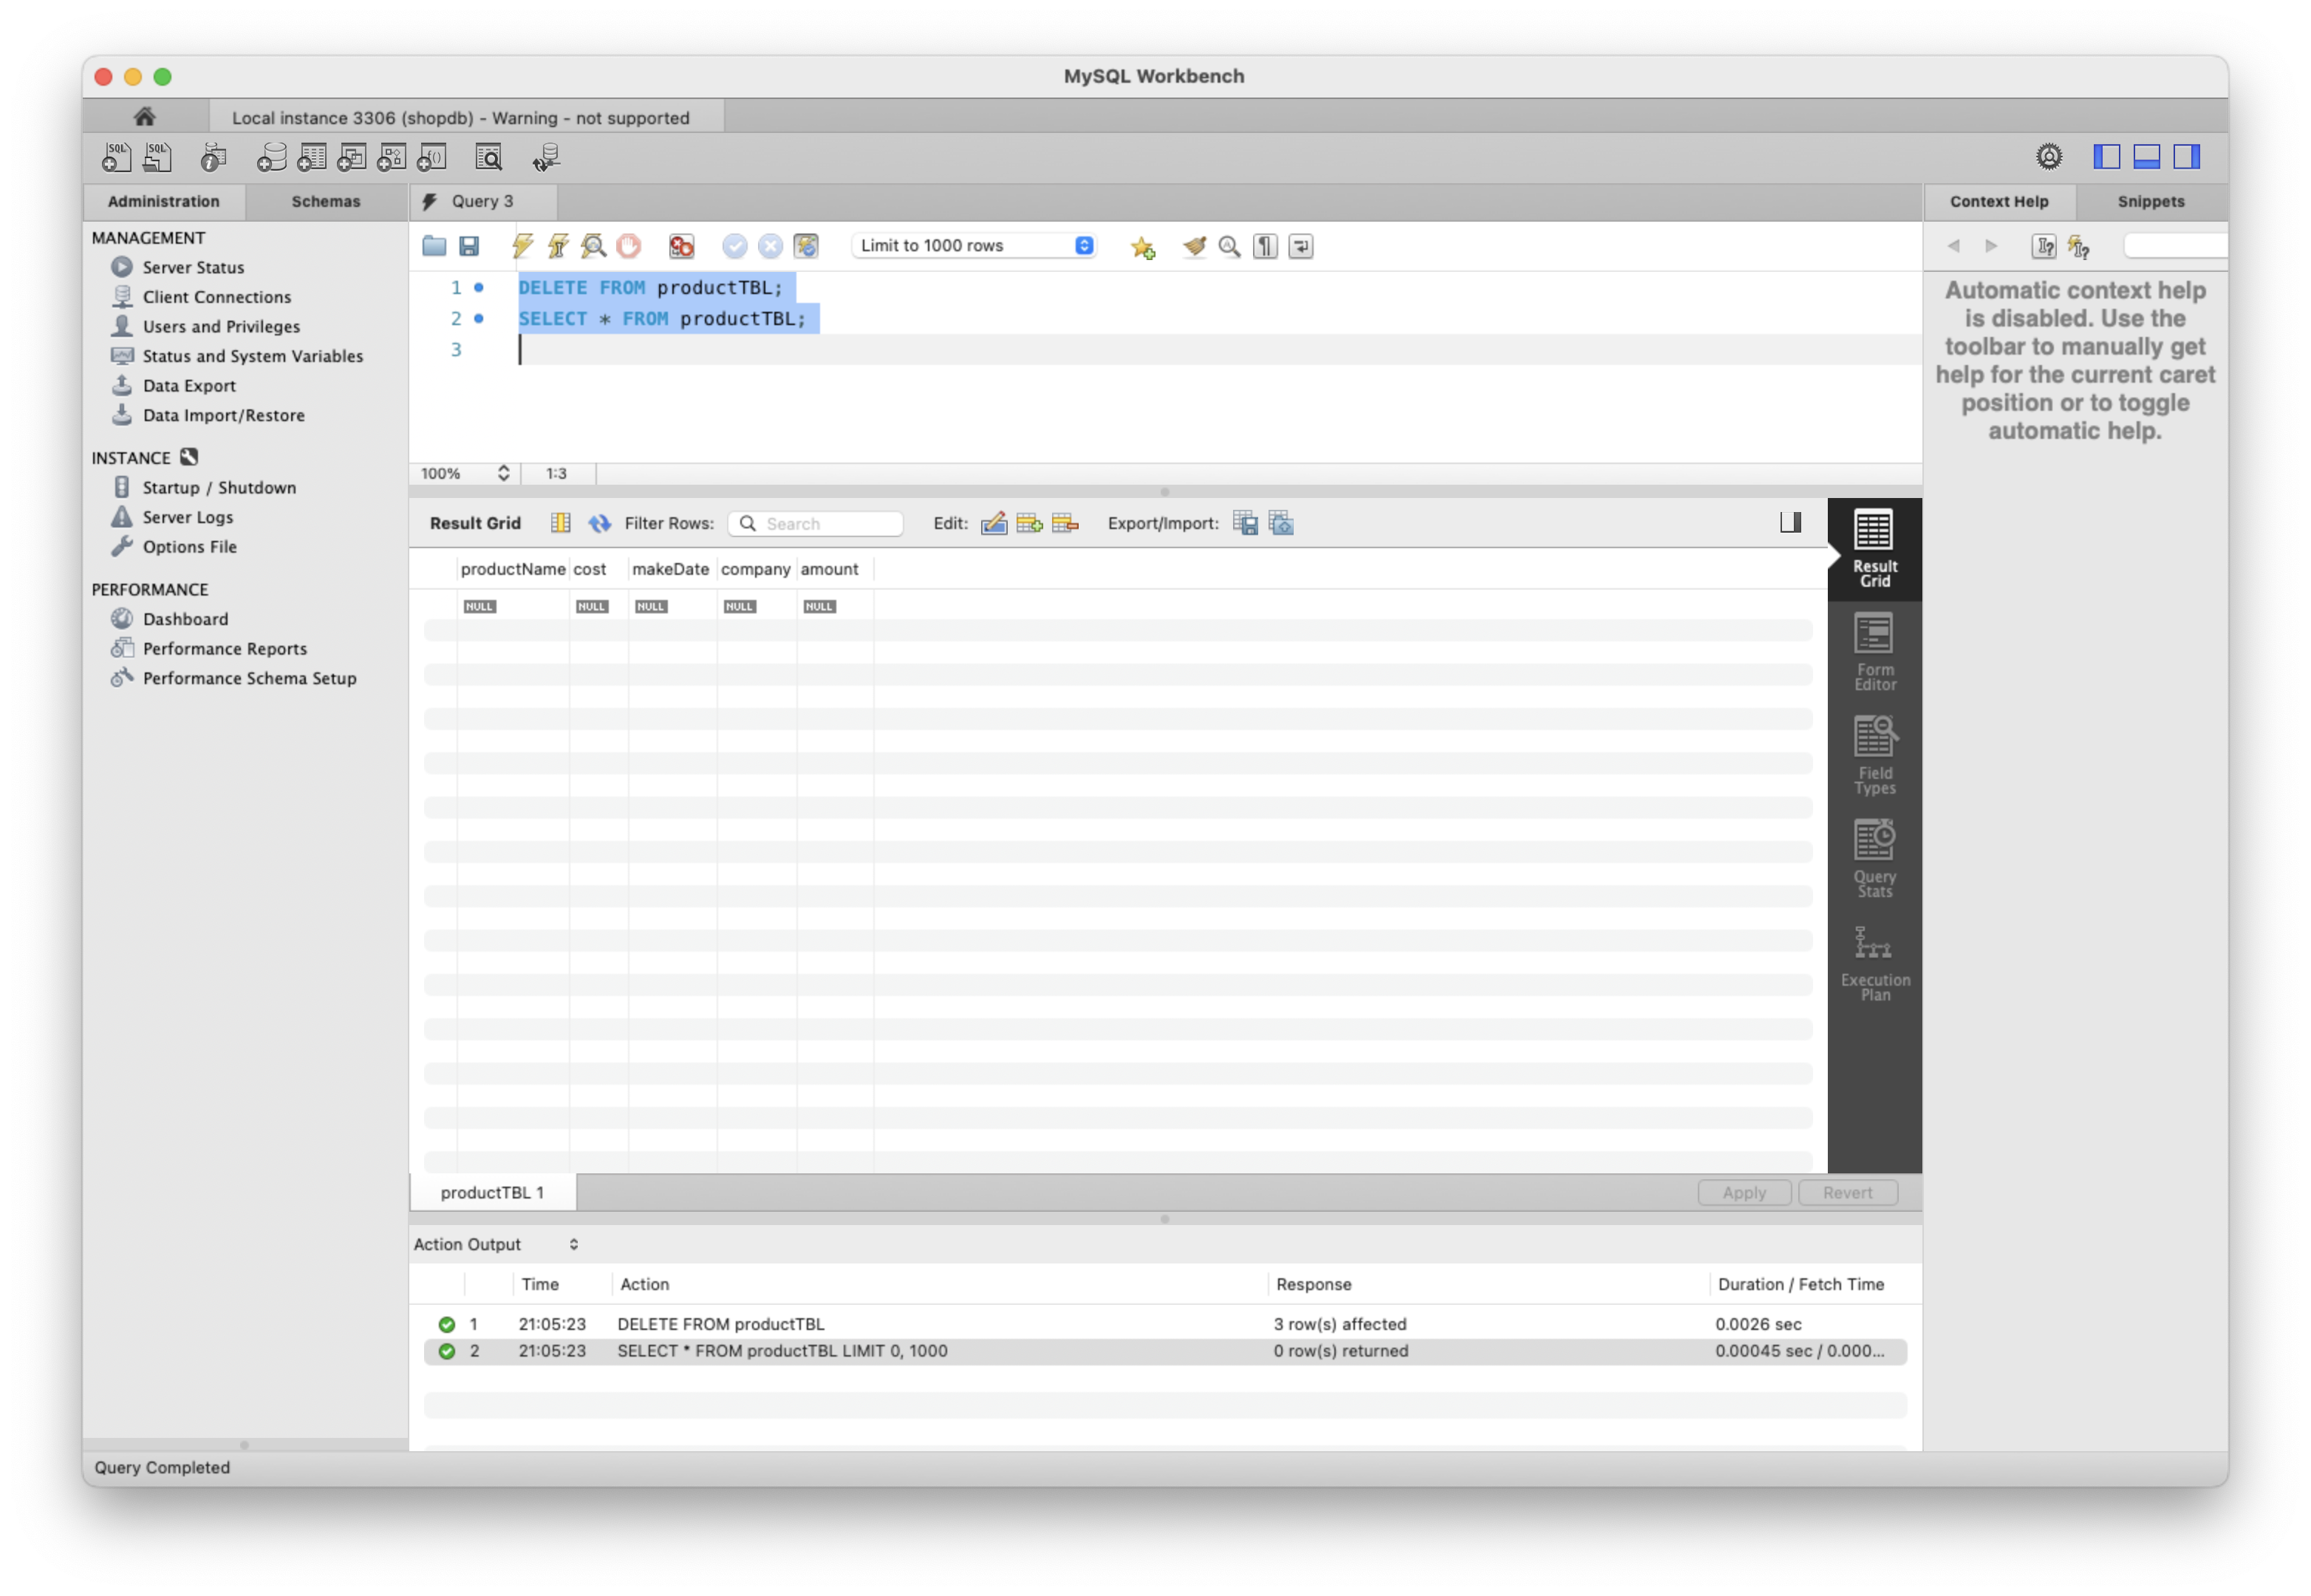 MySQL Workbench
Local instance 3306 (shopdb) - Warning - not supported
SQL SQL
Administration Schemas
MANAGEMENT
Server Status
Client Connections
Users and Privileges
Status and System Variables
Data Export
Data Import/Restore
INSTANCE
Startup / Shutdown
Server Logs
Options File
PERFORMANCE
Dashboard
Performance Reports
Performance Schema Setup
Query 3
Limit to 1000 rows
1 DELETE FROM productTBL;
2 SELECT * FROM productTBL;
3
100% 1:3
Result Grid Filter Rows: Search Edit: Export/Import:
productName cost makeDate company amount
NULL NULL NULL NULL NULL
Result
Grid
Form
Editor
Field
Types
Query
Stats
Execution
Plan
productTBL 1
Apply Revert
Action Output
Time Action Response Duration / Fetch Time
1 21:05:23 DELETE FROM productTBL 3 row(s) affected 0.0026 sec
2 21:05:23 SELECT * FROM productTBL LIMIT 0, 1000 0 row(s) returned 0.00045 sec / 0.000...
Context Help Snippets
Automatic context help
is disabled. Use the
toolbar to manually get
help for the current caret
position or to toggle
automatic help.
Query Completed